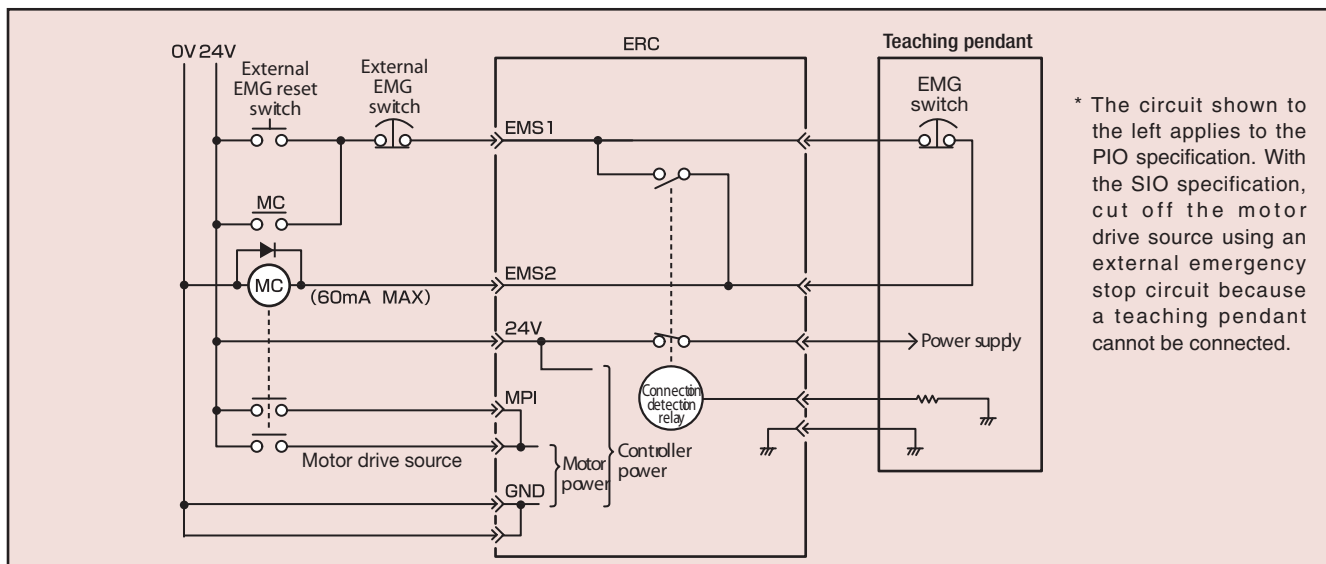 0V 24V
External
EMG reset
switch
External
EMG
switch
ERC
Teaching pendant
EMG
switch
EMS1
MC
MC
(60mA MAX)
EMS2
24V
Power supply
Connection
detection
relay
MPI
Motor drive source
Motor
power
Controller
power
GND
* The circuit shown to
the left applies to the
PIO specification. With
the SIO specification,
cut off the motor
drive source using an
external emergency
stop circuit because
a teaching pendant
cannot be connected.